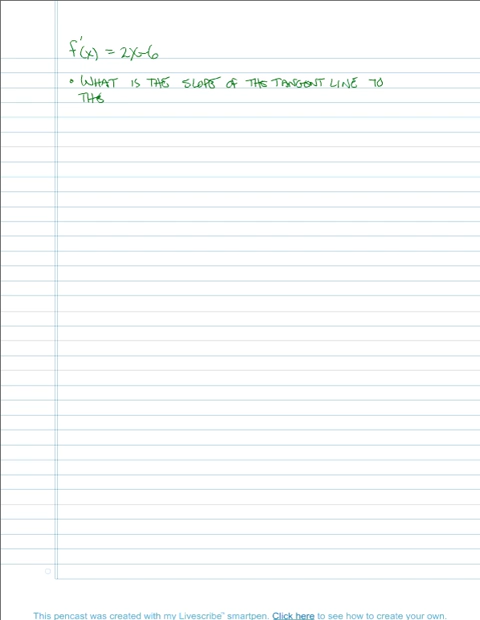 f'(x) = 2x-6
• WHAT IS THE SLOPE OF THE TANGENT LINE TO
THE
This pencast was created with my Livescribe™ smartpen. Click here to see how to create your own.